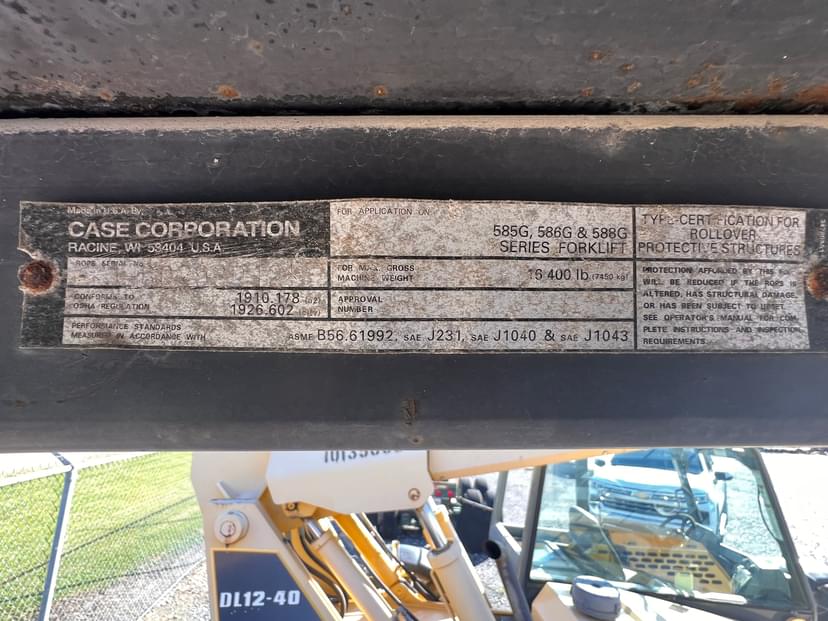 Made in U.S.A. By:
CASE CORPORATION
RACINE, WI 53404 U.S.A.
FOR APPLICATION ON:
585G, 586G & 588G
SERIES FORKLIFT
TYPE CERTIFICATION FOR
ROLLOVER
PROTECTIVE STRUCTURES
ROPS SERIAL NO.
FOR MAX. GROSS
MACHINE WEIGHT
16 400 lb (7450 kg)
PROTECTION AFFORDED BY THIS
WILL BE REDUCED IF THE ROPS IS
ALTERED, HAS STRUCTURAL DAMAGE,
OR HAS BEEN SUBJECT TO UPSET.
SEE OPERATOR'S MANUAL FOR COM-
PLETE INSTRUCTIONS AND INSPECTION
REQUIREMENTS.
CONFORMS TO
OSHA REGULATION
1910.178
1926.602
APPROVAL
NUMBER
PERFORMANCE STANDARDS
MEASURED IN ACCORDANCE WITH
ASME B56.61992, SAE J231, SAE J1040 & SAE J1043
DL12-40